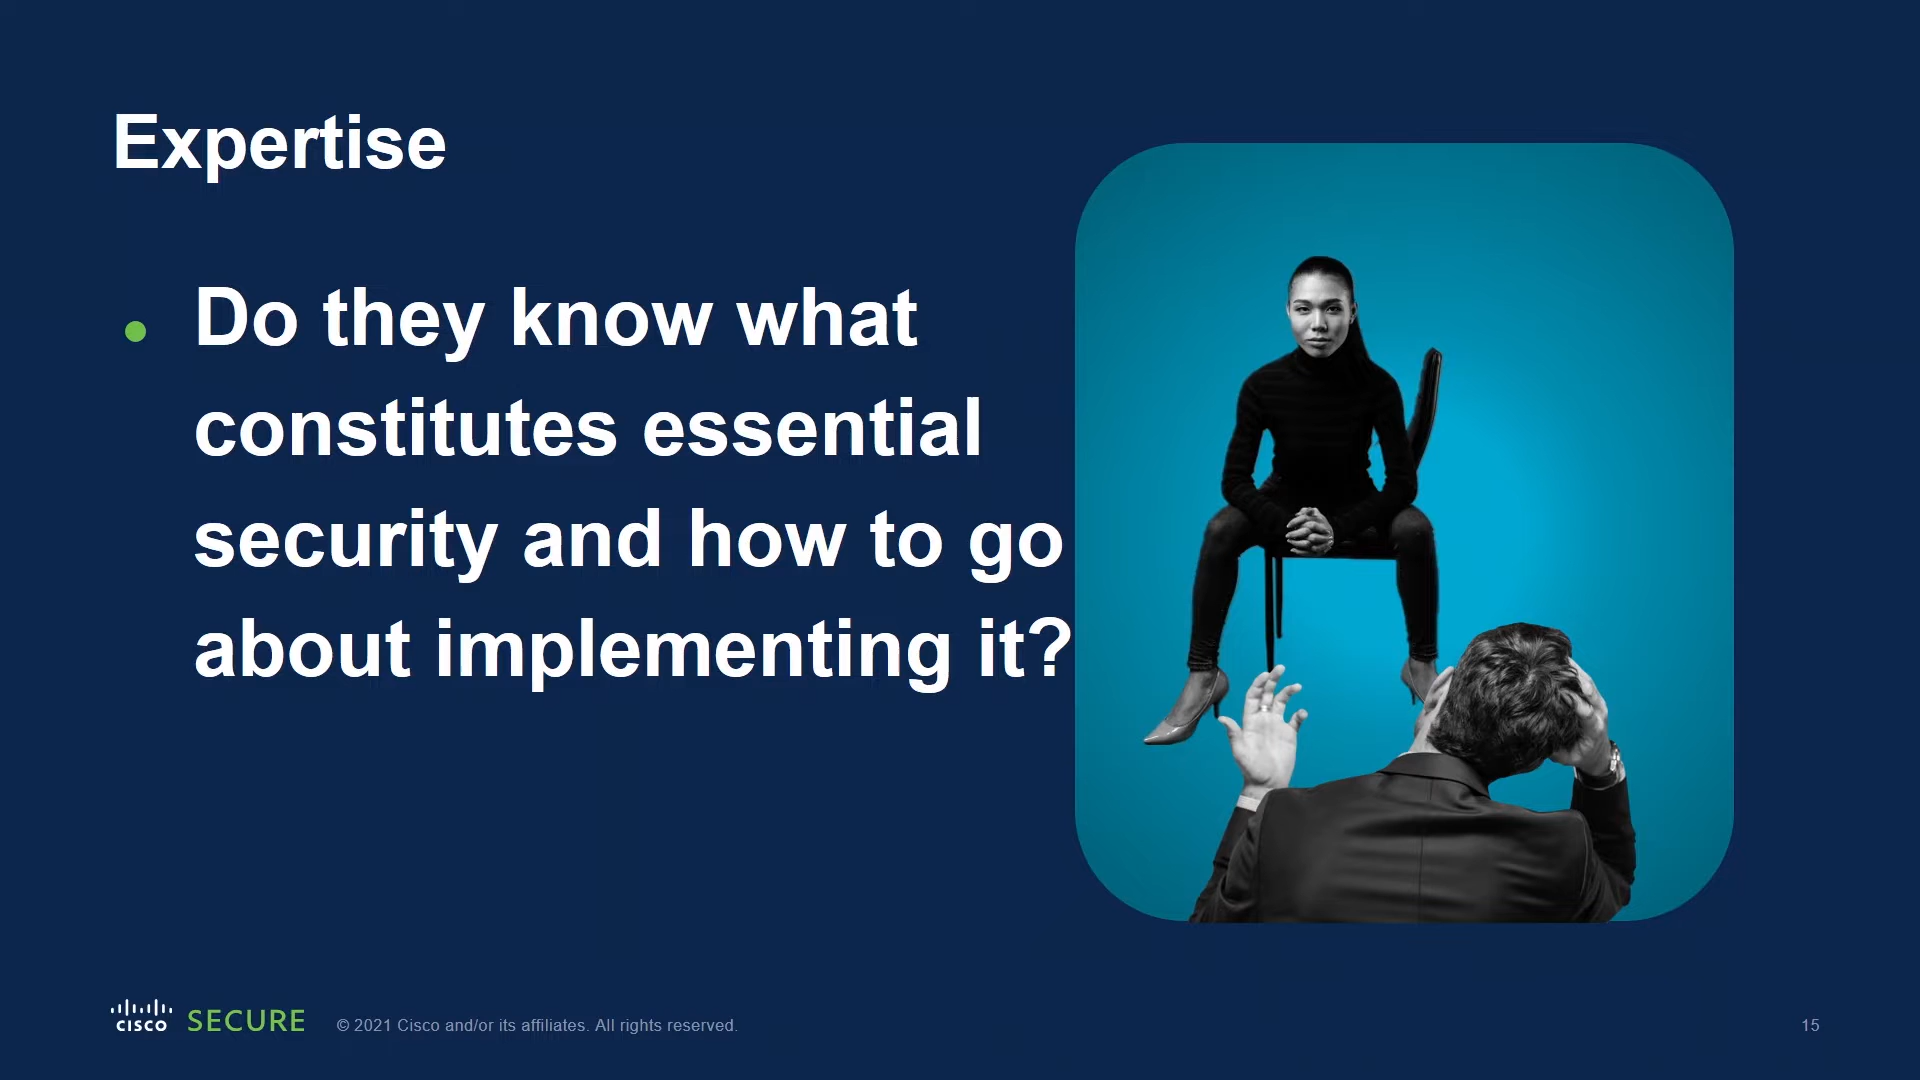 Expertise
• Do they know what
constitutes essential
security and how to go
about implementing it?
CISCO SECURE © 2021 Cisco and/or its affiliates. All rights reserved. 15